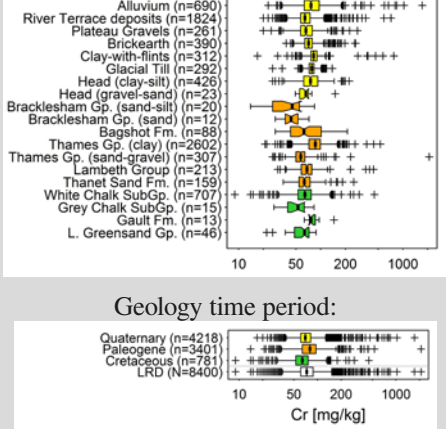 Alluvium (n=690)
River Terrace deposits (n=1824)
Plateau Gravels (n=261)
Brickearth (n=390)
Clay-with-flints (n=312)
Glacial Till (n=292)
Head (clay-silt) (n=426)
Head (gravel-sand) (n=23)
Bracklesham Gp. (sand-silt) (n=20)
Bracklesham Gp. (sand) (n=12)
Bagshot Fm. (n=88)
Thames Gp. (clay) (n=2602)
Thames Gp. (sand-gravel) (n=307)
Lambeth Group (n=213)
Thanet Sand Fm. (n=159)
White Chalk SubGp. (n=707)
Grey Chalk SubGp. (n=15)
Gault Fm. (n=13)
L. Greensand Gp. (n=46)
10 50 200 1000
Geology time period:
Quaternary (n=4218)
Paleogene (n=3401)
Cretaceous (n=781)
LRD (N=8400)
10 50 200 1000
Cr [mg/kg]